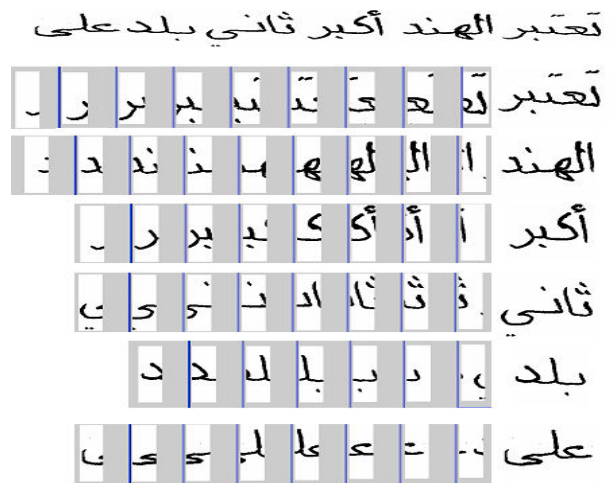 تعتبر الهند أكبر ثاني بلد على
تعتبر
الهند
أكبر
ثاني
بلد
على